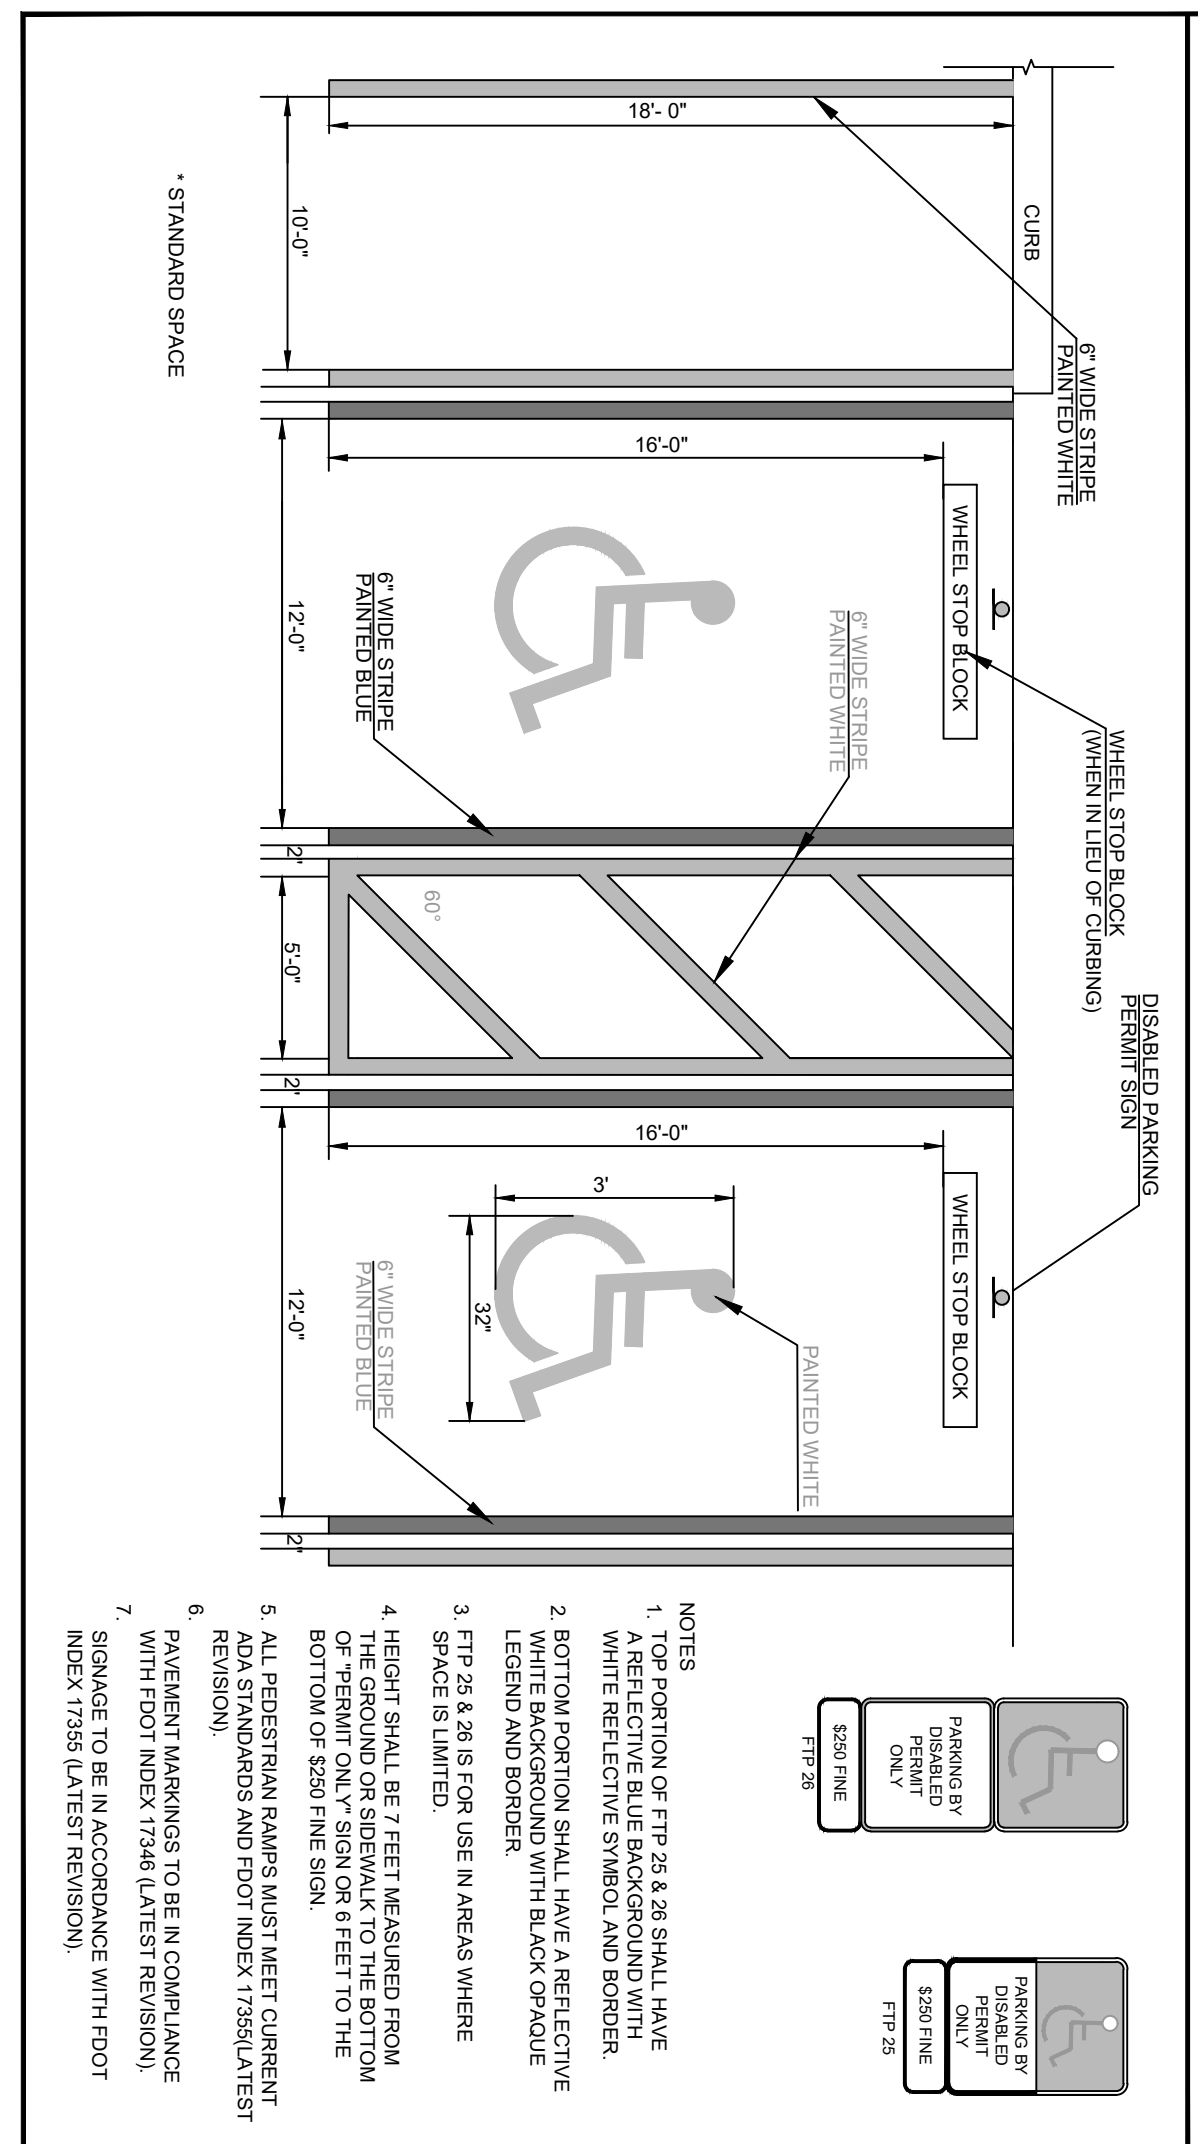 CURB
6" WIDE STRIPE
PAINTED WHITE
WHEEL STOP BLOCK
(WHEN IN LIEU OF CURBING)
DISABLED PARKING
PERMIT SIGN
18'- 0"
16'-0"
WHEEL STOP BLOCK
6" WIDE STRIPE
PAINTED WHITE
6" WIDE STRIPE
PAINTED BLUE
60°
16'-0"
WHEEL STOP BLOCK
3'
32"
PAINTED WHITE
6" WIDE STRIPE
PAINTED BLUE
10'-0"
12'-0"
2"
5'-0"
2"
12'-0"
2"
* STANDARD SPACE
PARKING BY
DISABLED
PERMIT
ONLY
$250 FINE
FTP 26
PARKING BY
DISABLED
PERMIT
ONLY
$250 FINE
FTP 25
NOTES
1. TOP PORTION OF FTP 25 & 26 SHALL HAVE
A REFLECTIVE BLUE BACKGROUND WITH
WHITE REFLECTIVE SYMBOL AND BORDER.
2. BOTTOM PORTION SHALL HAVE A REFLECTIVE
WHITE BACKGROUND WITH BLACK OPAQUE
LEGEND AND BORDER.
3. FTP 25 & 26 IS FOR USE IN AREAS WHERE
SPACE IS LIMITED.
4. HEIGHT SHALL BE 7 FEET MEASURED FROM
THE GROUND OR SIDEWALK TO THE BOTTOM
OF "PERMIT ONLY" SIGN OR 6 FEET TO THE
BOTTOM OF $250 FINE SIGN.
5. ALL PEDESTRIAN RAMPS MUST MEET CURRENT
ADA STANDARDS AND FDOT INDEX 17355(LATEST
REVISION).
6.
PAVEMENT MARKINGS TO BE IN COMPLIANCE
WITH FDOT INDEX 17346 (LATEST REVISION).
7.
SIGNAGE TO BE IN ACCORDANCE WITH FDOT
INDEX 17355 (LATEST REVISION).